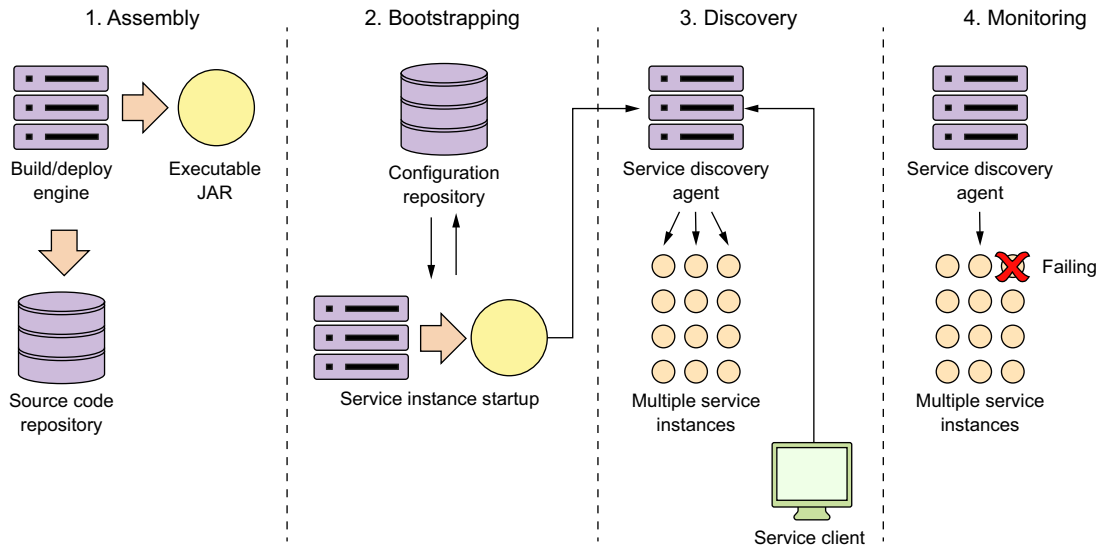 1. Assembly
Build/deploy
engine
Executable
JAR
Source code
repository
2. Bootstrapping
Configuration
repository
Service instance startup
3. Discovery
Service discovery
agent
Multiple service
instances
Service client
4. Monitoring
Service discovery
agent
Failing
Multiple service
instances